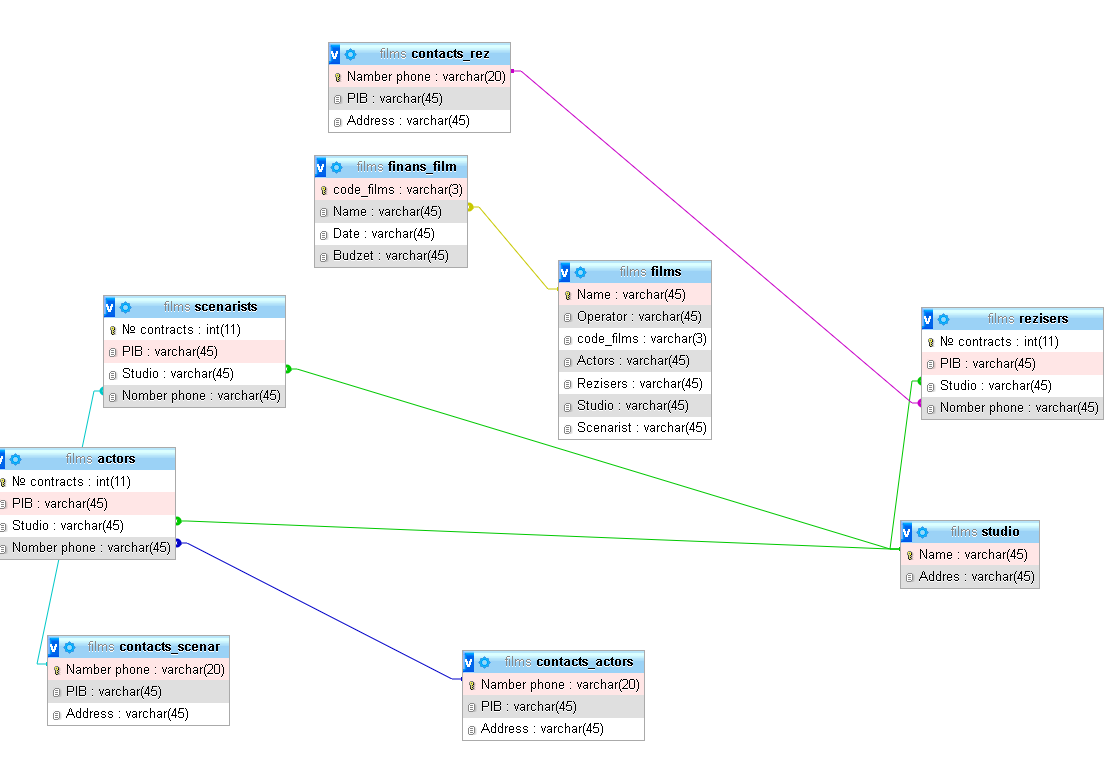 films contacts_rez
Namber phone : varchar(20)
PIB : varchar(45)
Address : varchar(45)
films finans_film
code_films : varchar(3)
Name : varchar(45)
Date : varchar(45)
Budzet : varchar(45)
films films
Name : varchar(45)
Operator : varchar(45)
code_films : varchar(3)
Actors : varchar(45)
Rezisers : varchar(45)
Studio : varchar(45)
Scenarist : varchar(45)
films scenarists
№ contracts : int(11)
PIB : varchar(45)
Studio : varchar(45)
Nomber phone : varchar(45)
films rezisers
№ contracts : int(11)
PIB : varchar(45)
Studio : varchar(45)
Nomber phone : varchar(45)
films actors
№ contracts : int(11)
PIB : varchar(45)
Studio : varchar(45)
Nomber phone : varchar(45)
films studio
Name : varchar(45)
Addres : varchar(45)
films contacts_scenar
Namber phone : varchar(20)
PIB : varchar(45)
Address : varchar(45)
films contacts_actors
Namber phone : varchar(20)
PIB : varchar(45)
Address : varchar(45)